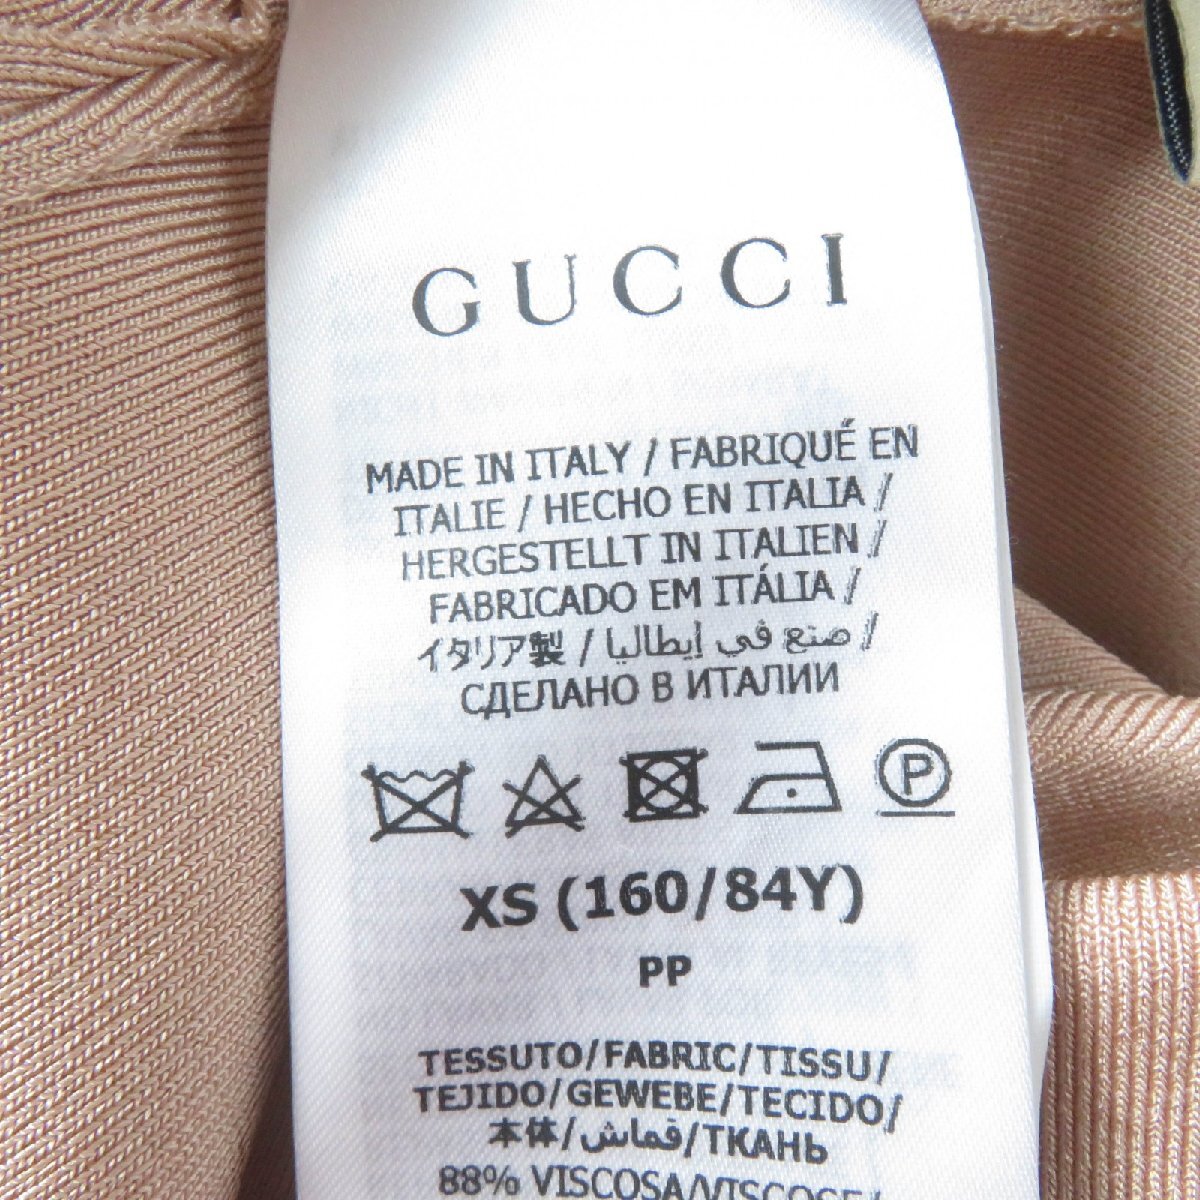 GUCCI
MADE IN ITALY / FABRIQUÉ EN
ITALIE / HECHO EN ITALIA /
HERGESTELLT IN ITALIEN /
FABRICADO EM ITÁLIA /
イタリア製 / صنع في إيطاليا /
СДЕЛАНО В ИТАЛИИ
P
XS (160/84Y)
PP
TESSUTO/FABRIC/TISSU/
TEJIDO/GEWEBE/TECIDO/
本体/قماش/ТКАНЬ
88% VISCOSA/VISCOSE/